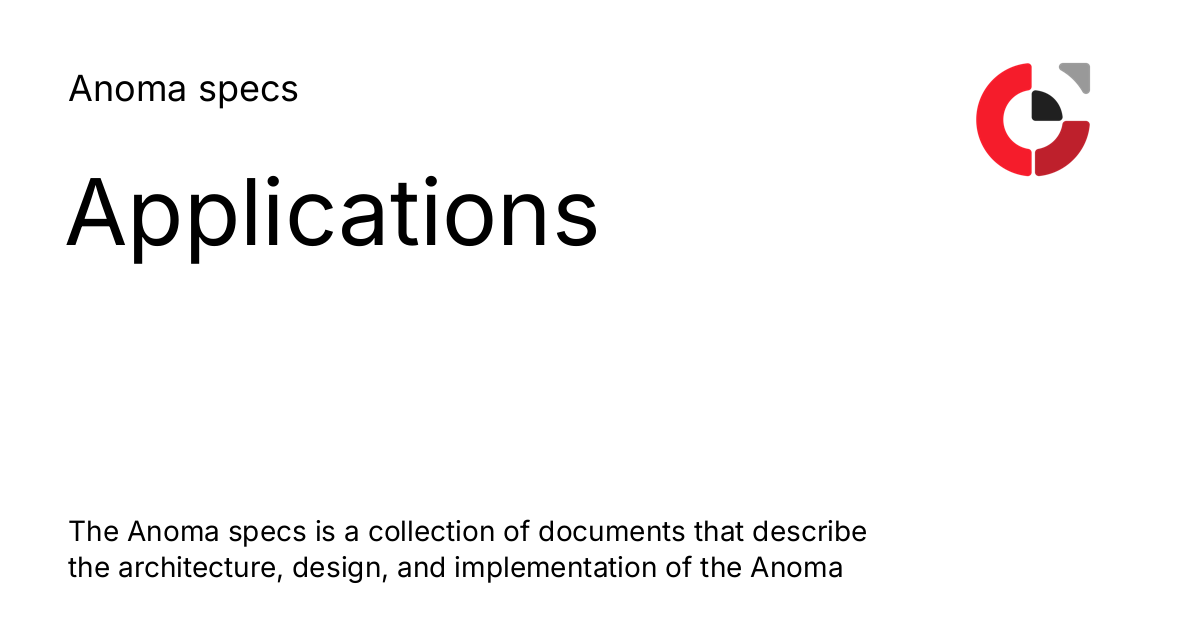 Anoma specs
Applications
The Anoma specs is a collection of documents that describe
the architecture, design, and implementation of the Anoma